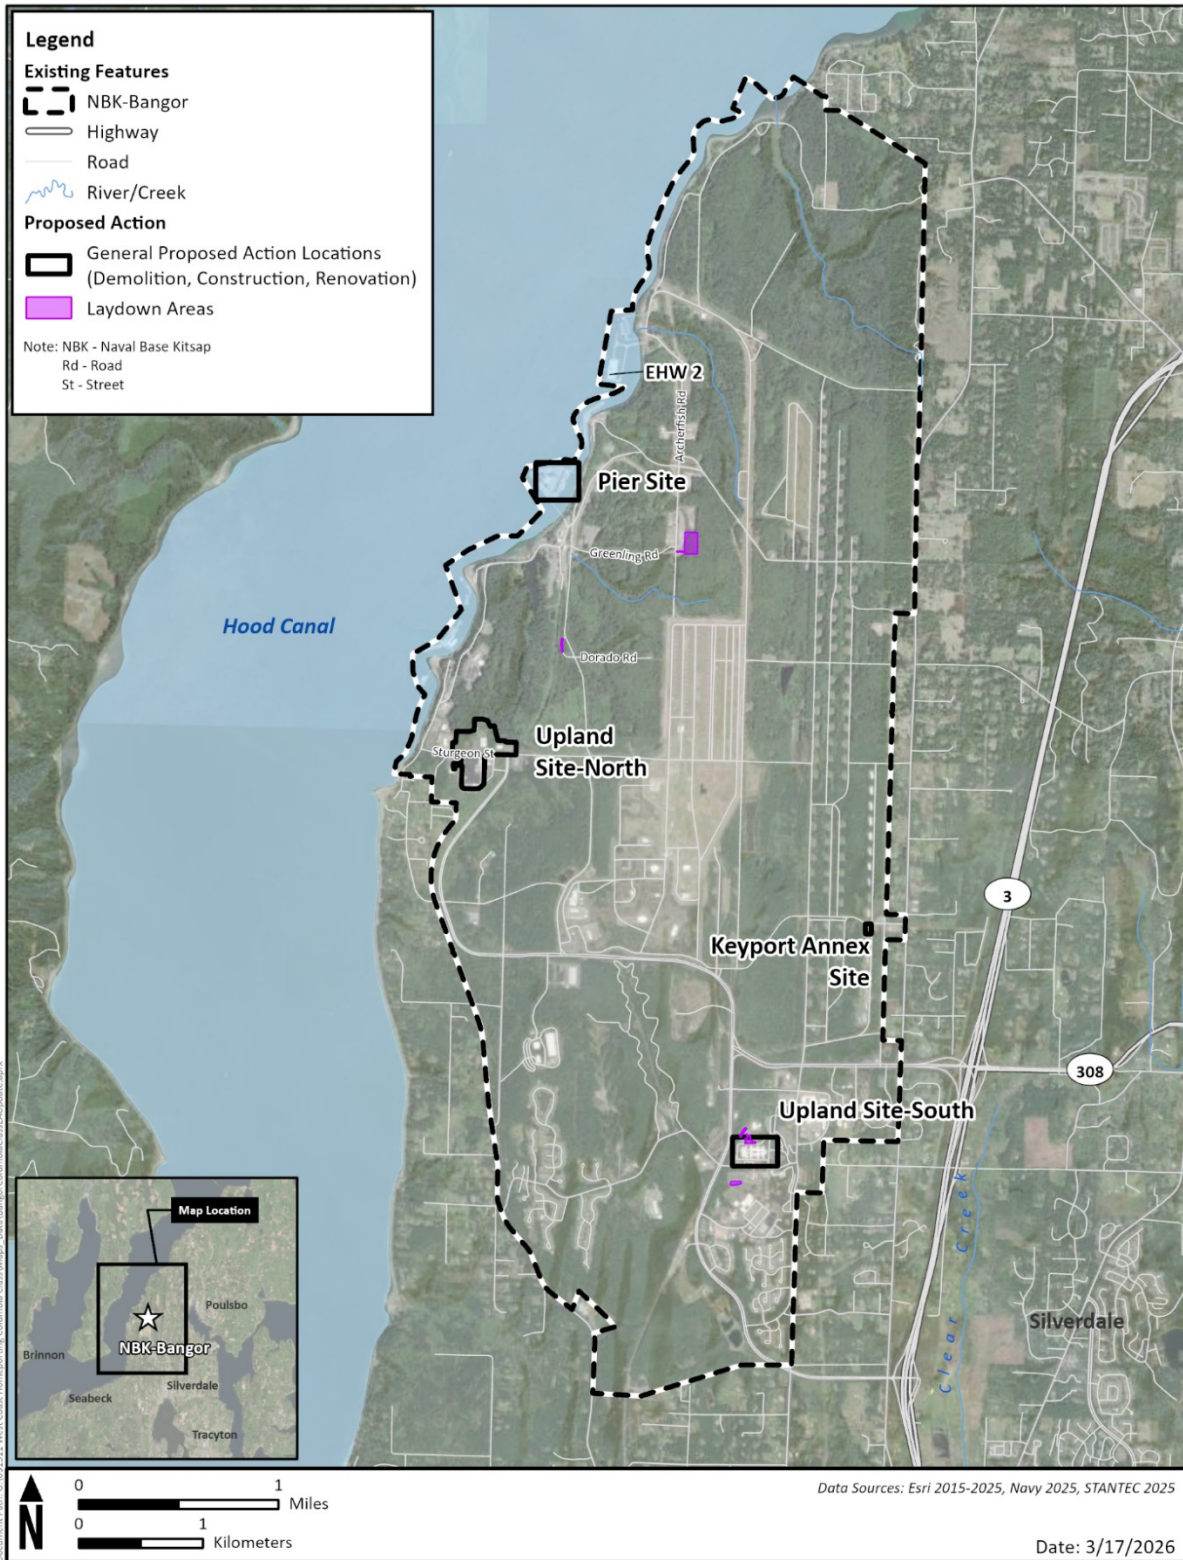 Legend
Existing Features
NBK-Bangor
Highway
Road
River/Creek
Proposed Action
General Proposed Action Locations
(Demolition, Construction, Renovation)
Laydown Areas
Note: NBK - Naval Base Kitsap
Rd - Road
St - Street
EHW 2
Archerfish Rd
Pier Site
Greenling Rd
Hood Canal
Dorado Rd
Upland
Site-North
Sturgeon St
3
Keyport Annex
Site
308
Upland Site-South
Clear Creek
Silverdale
Map Location
Poulsbo
NBK-Bangor
Brinnon
Silverdale
Seabeck
Tracyton
N
0 1
Miles
0 1
Kilometers
Data Sources: Esri 2015-2025, Navy 2025, STANTEC 2025
Date: 3/17/2026